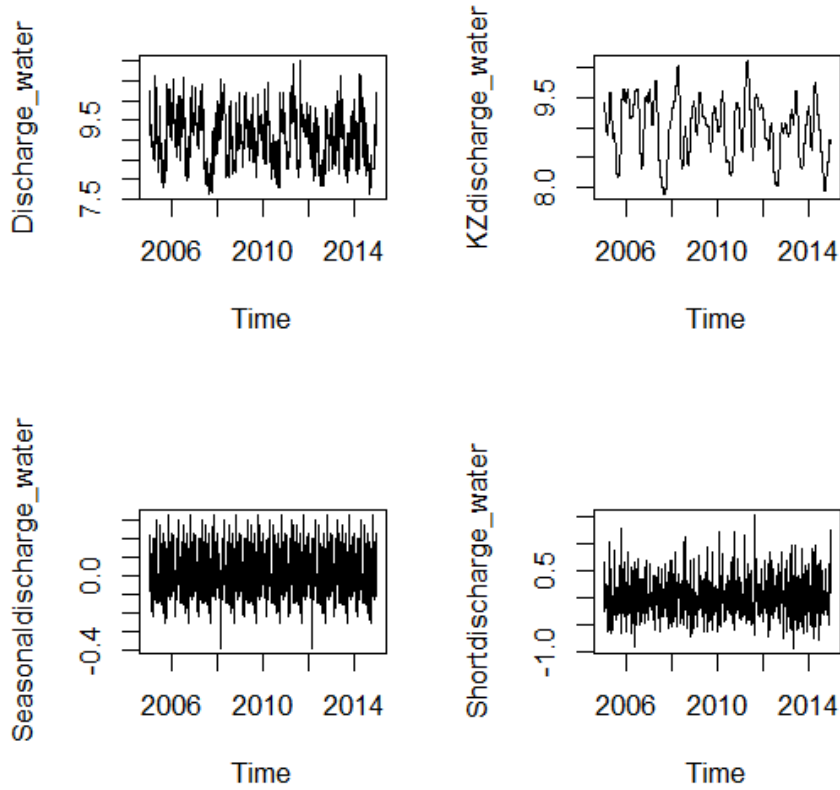 Discharge_water
7.5 9.5
2006 2010 2014
Time
KZdischarge_water
8.0 9.5
2006 2010 2014
Time
Seasonaldischarge_water
-0.4 0.0
2006 2010 2014
Time
Shortdischarge_water
-1.0 0.5
2006 2010 2014
Time